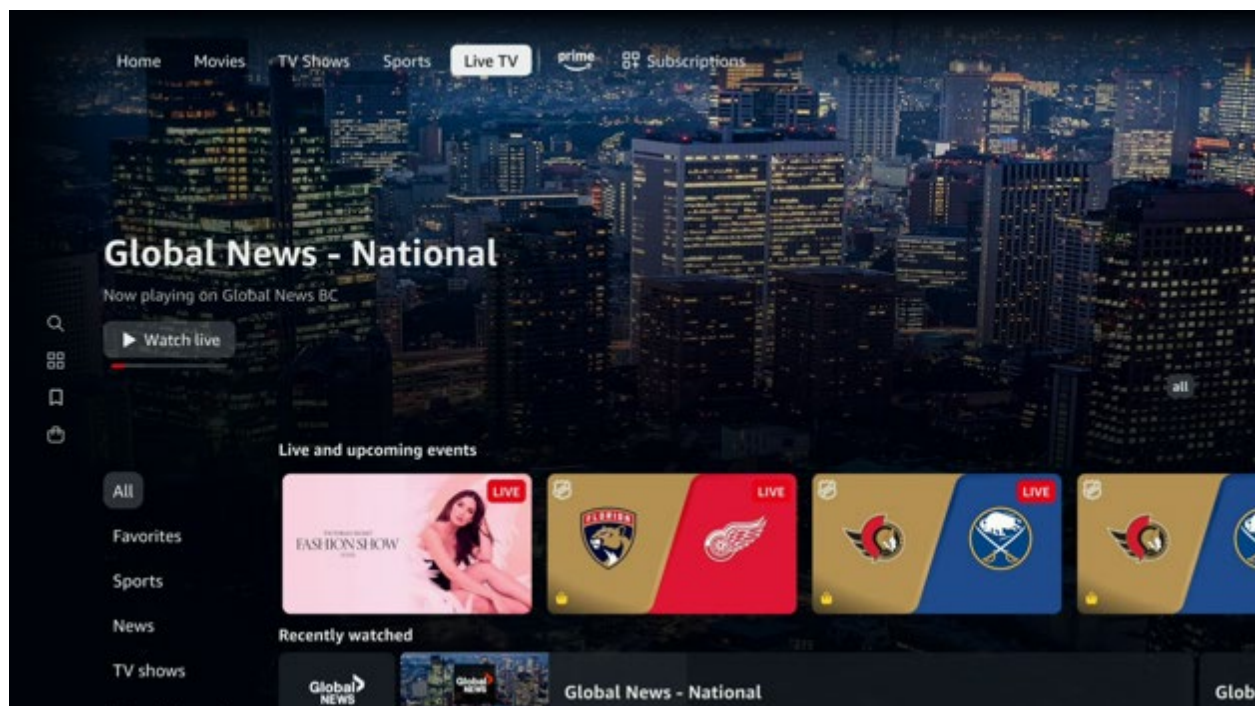 Home Movies TV Shows Sports Live TV prime Subscriptions
Global News - National
Now playing on Global News BC
Watch live
all
Live and upcoming events
All
LIVE
FASHION SHOW
LIVE
FLORIDA
LIVE
Favorites
Sports
News
TV shows
Recently watched
Global
NEWS
Global
NEWS
Global News - National
Glob